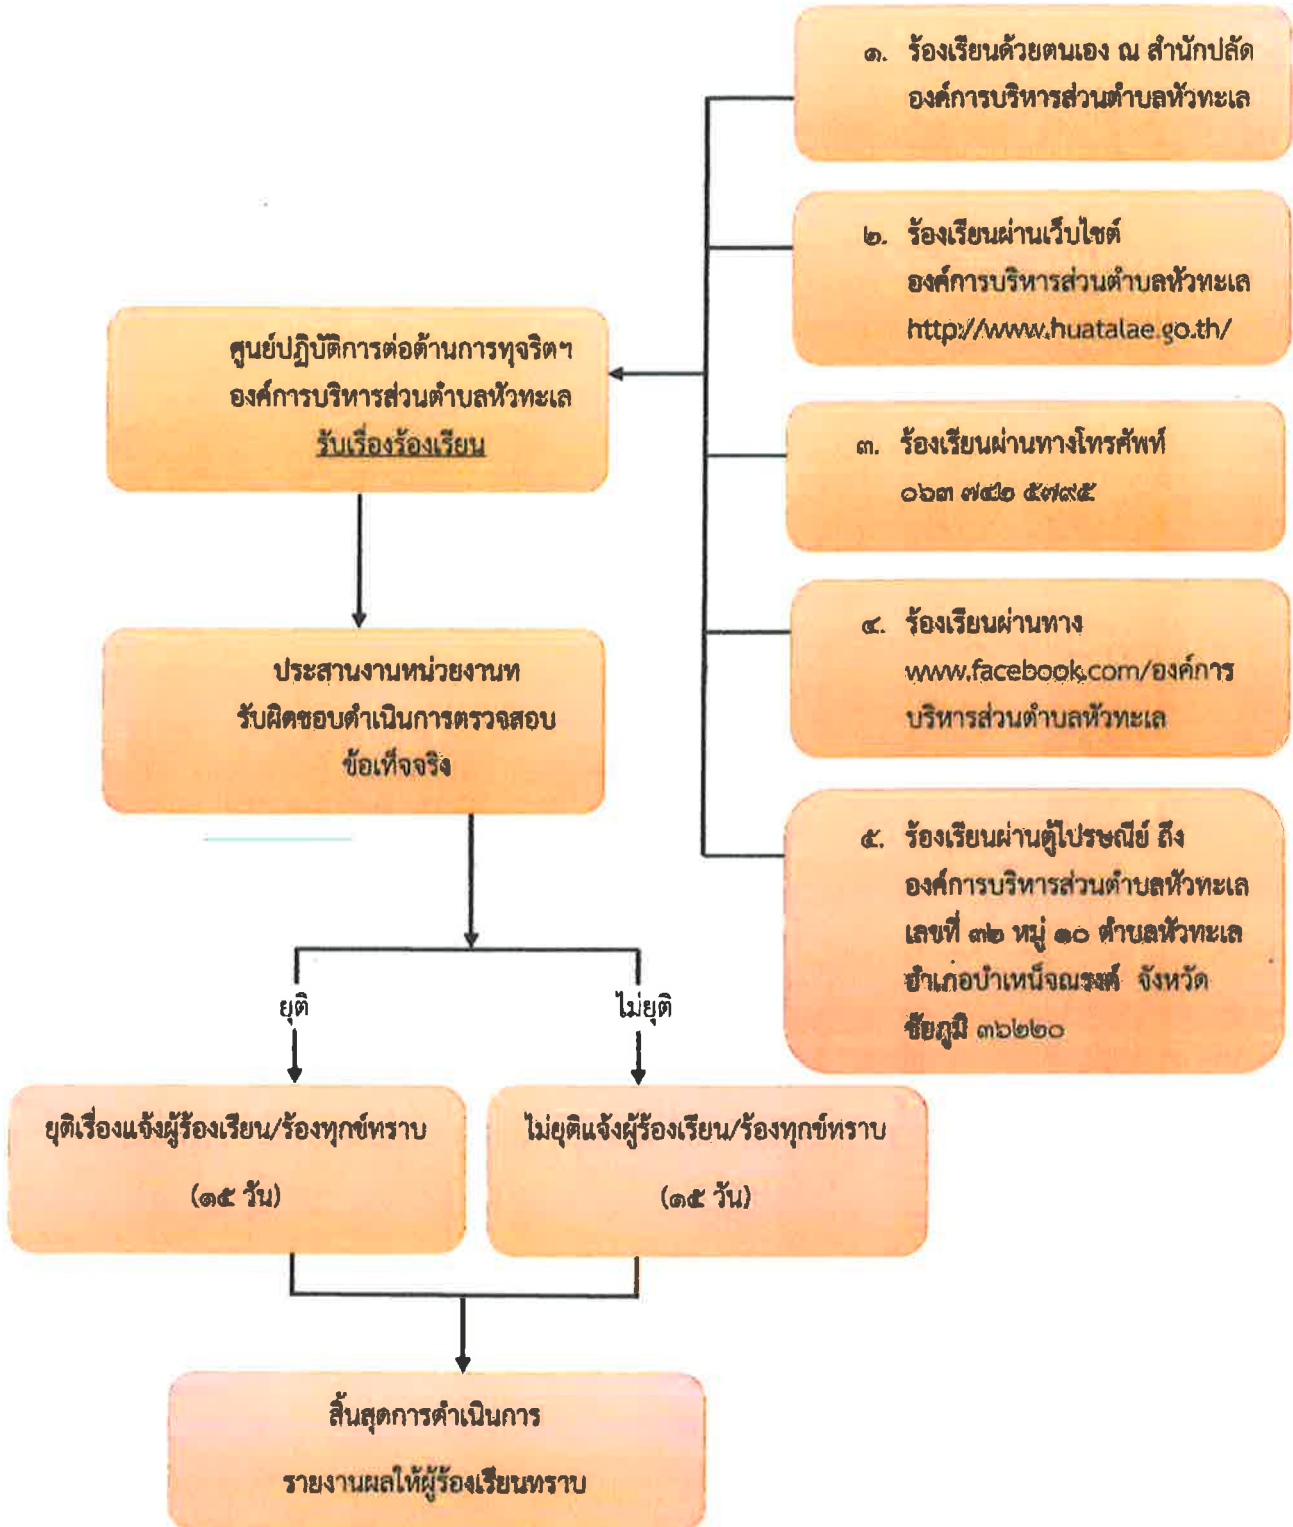 ๑. ร้องเรียนด้วยตนเอง ณ สำนักปลัด
องค์การบริหารส่วนตำบลหัวทะเล
๒. ร้องเรียนผ่านเว็บไซต์
องค์การบริหารส่วนตำบลหัวทะเล
http://www.huatalae.go.th/
ศูนย์ปฏิบัติการต่อต้านการทุจริตฯ
องค์การบริหารส่วนตำบลหัวทะเล
รับเรื่องร้องเรียน
๓. ร้องเรียนผ่านทางโทรศัพท์
๐๖๓ ๗๔๒ ๕๗๙๕
๔. ร้องเรียนผ่านทาง
www.facebook.com/องค์การ
บริหารส่วนตำบลหัวทะเล
ประสานงานหน่วยงานท
รับผิดชอบดำเนินการตรวจสอบ
ข้อเท็จจริง
๕. ร้องเรียนผ่านตู้ไปรษณีย์ ถึง
องค์การบริหารส่วนตำบลหัวทะเล
เลขที่ ๓๒ หมู่ ๑๐ ตำบลหัวทะเล
อำเภอบำเหน็จณรงค์ จังหวัด
ชัยภูมิ ๓๖๒๒๐
ยุติ
ไม่ยุติ
ยุติเรื่องแจ้งผู้ร้องเรียน/ร้องทุกข์ทราบ
(๑๕ วัน)
ไม่ยุติแจ้งผู้ร้องเรียน/ร้องทุกข์ทราบ
(๑๕ วัน)
สิ้นสุดการดำเนินการ
รายงานผลให้ผู้ร้องเรียนทราบ